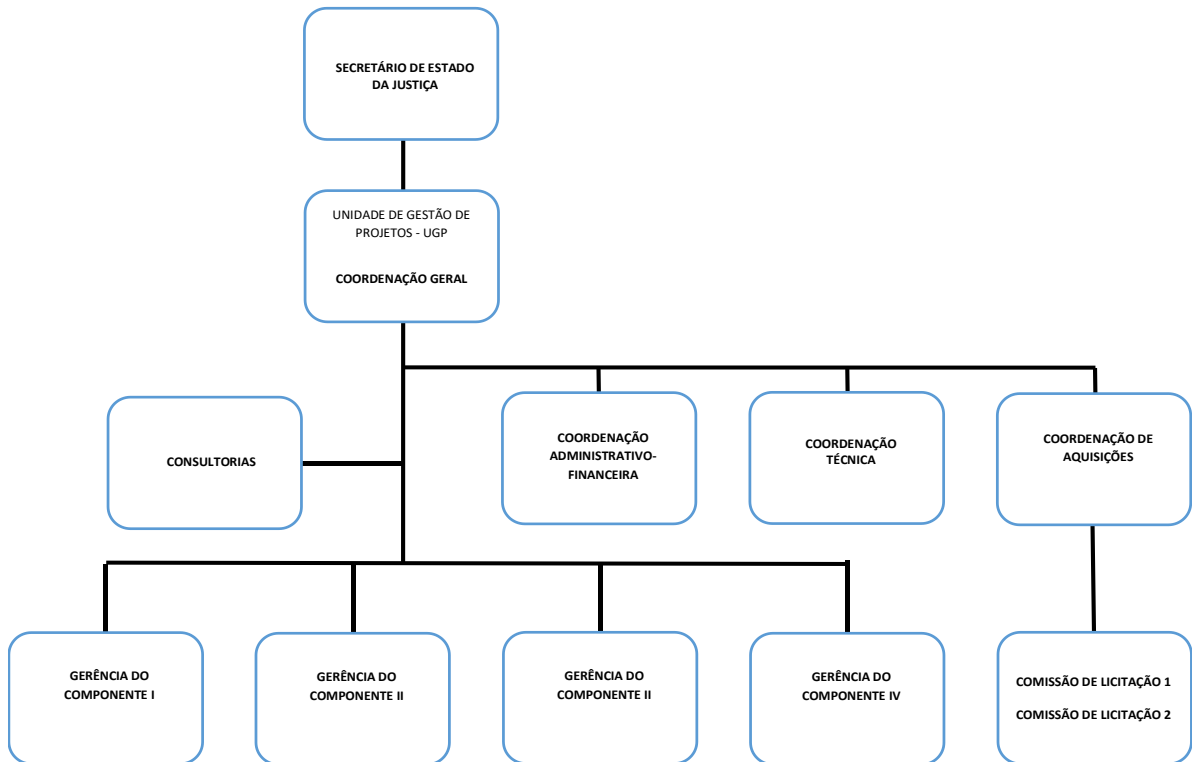 SECRETÁRIO DE ESTADO
DA JUSTIÇA
UNIDADE DE GESTÃO DE
PROJETOS - UGP
COORDENAÇÃO GERAL
CONSULTORIAS
COORDENAÇÃO
ADMINISTRATIVO-
FINANCEIRA
COORDENAÇÃO
TÉCNICA
COORDENAÇÃO DE
AQUISIÇÕES
GERÊNCIA DO
COMPONENTE I
GERÊNCIA DO
COMPONENTE II
GERÊNCIA DO
COMPONENTE II
GERÊNCIA DO
COMPONENTE IV
COMISSÃO DE LICITAÇÃO 1
COMISSÃO DE LICITAÇÃO 2